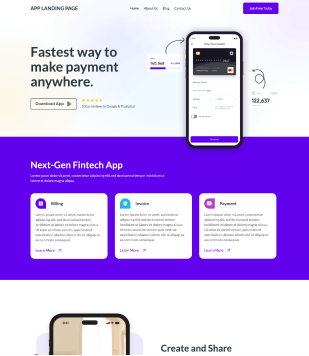 APP LANDING PAGE
Home About Us Blog Contact Us
Join Free Today
Fastest way to
make payment
anywhere.
Download App
122,637
Next-Gen Fintech App
Lorem ipsum dolor sit amet, consectetur adipiscing elit, sed do eiusmod tempor
incididunt ut labore et dolore magna aliqua.
Billing
Lorem ipsum dolor sit amet, consectetur
adipiscing elit, sed do eiusmod tempor
incididunt ut labore et dolore magna aliqua.
Ut enim ad minim veniam, quis nostrud
exercitation ullamco laboris nisi ut aliquip
ex ea commodo consequat.
Learn More
Invoice
Lorem ipsum dolor sit amet, consectetur
adipiscing elit, sed do eiusmod tempor
incididunt ut labore et dolore magna aliqua.
Ut enim ad minim veniam, quis nostrud
exercitation ullamco laboris nisi ut aliquip
ex ea commodo consequat.
Learn More
Payment
Lorem ipsum dolor sit amet, consectetur
adipiscing elit, sed do eiusmod tempor
incididunt ut labore et dolore magna aliqua.
Ut enim ad minim veniam, quis nostrud
exercitation ullamco laboris nisi ut aliquip
ex ea commodo consequat.
Learn More
Create and Share